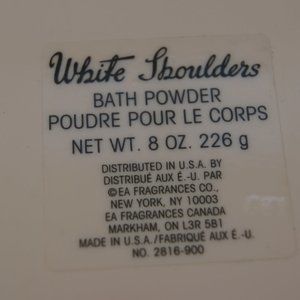 White Shoulders
BATH POWDER
POUDRE POUR LE CORPS
NET WT. 8 OZ. 226 g
DISTRIBUTED IN U.S.A. BY
DISTRIBUÉ AUX É.-U. PAR
©EA FRAGRANCES CO.,
NEW YORK, NY 10003
EA FRAGRANCES CANADA
MARKHAM, ON L3R 5B1
MADE IN U.S.A./FABRIQUÉ AUX É.-U.
NO. 2816-900